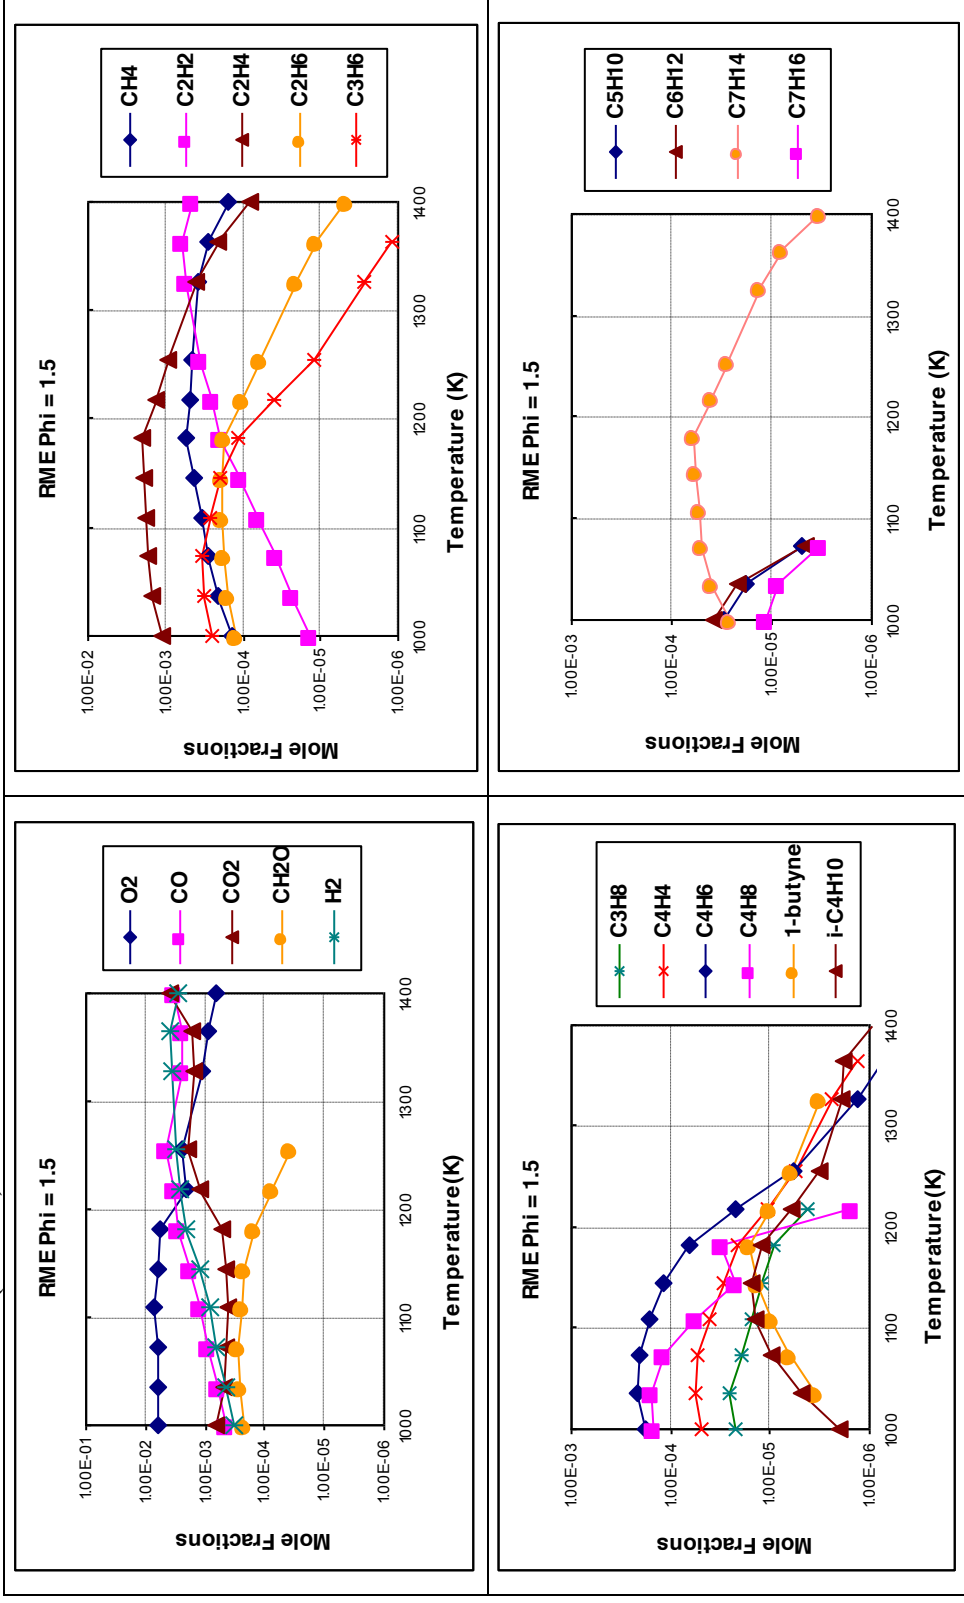 RME Phi = 1.5
1.00E-01
1.00E-02
1.00E-03
1.00E-04
1.00E-05
1.00E-06
1000
1100
1200
1300
1400
Temperature (K)
Mole Fractions
O2
CO
CO2
CH2O
H2
RME Phi = 1.5
1.00E-02
1.00E-03
1.00E-04
1.00E-05
1.00E-06
1000
1100
1200
1300
1400
Temperature (K)
Mole Fractions
CH4
C2H2
C2H4
C2H6
C3H6
RME Phi = 1.5
1.00E-03
1.00E-04
1.00E-05
1.00E-06
1000
1100
1200
1300
1400
Temperature (K)
Mole Fractions
C3H8
C4H4
C4H6
C4H8
1-butyne
i-C4H10
RME Phi = 1.5
1.00E-03
1.00E-04
1.00E-05
1.00E-06
1000
1100
1200
1300
1400
Temperature (K)
Mole Fractions
C5H10
C6H12
C7H14
C7H16